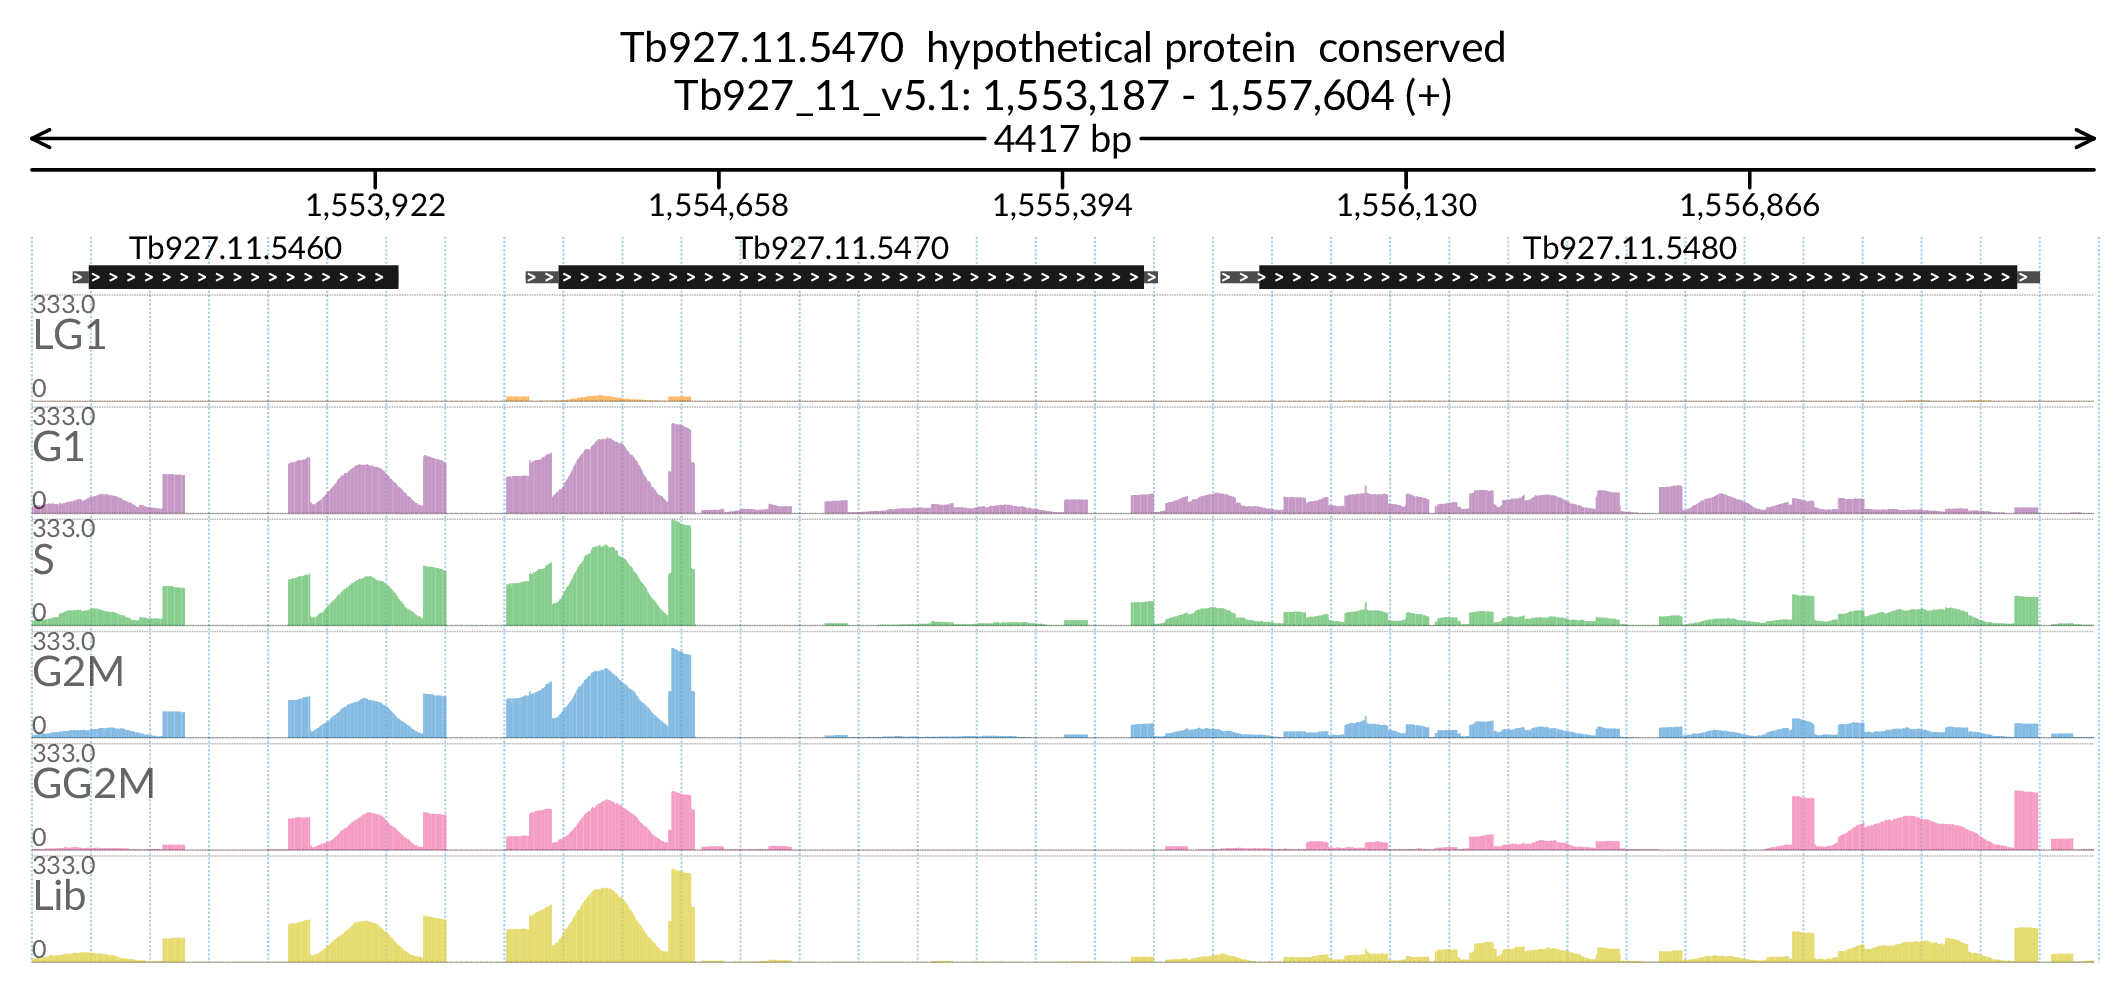 Tb927.11.5470 hypothetical protein conserved
Tb927_11_v5.1: 1,553,187 - 1,557,604 (+)
4417 bp
1,553,922 1,554,658 1,555,394 1,556,130 1,556,866
Tb927.11.5460 Tb927.11.5470 Tb927.11.5480
333.0
LG1
0
333.0
G1
0
333.0
S
0
333.0
G2M
0
333.0
GG2M
0
333.0
Lib
0